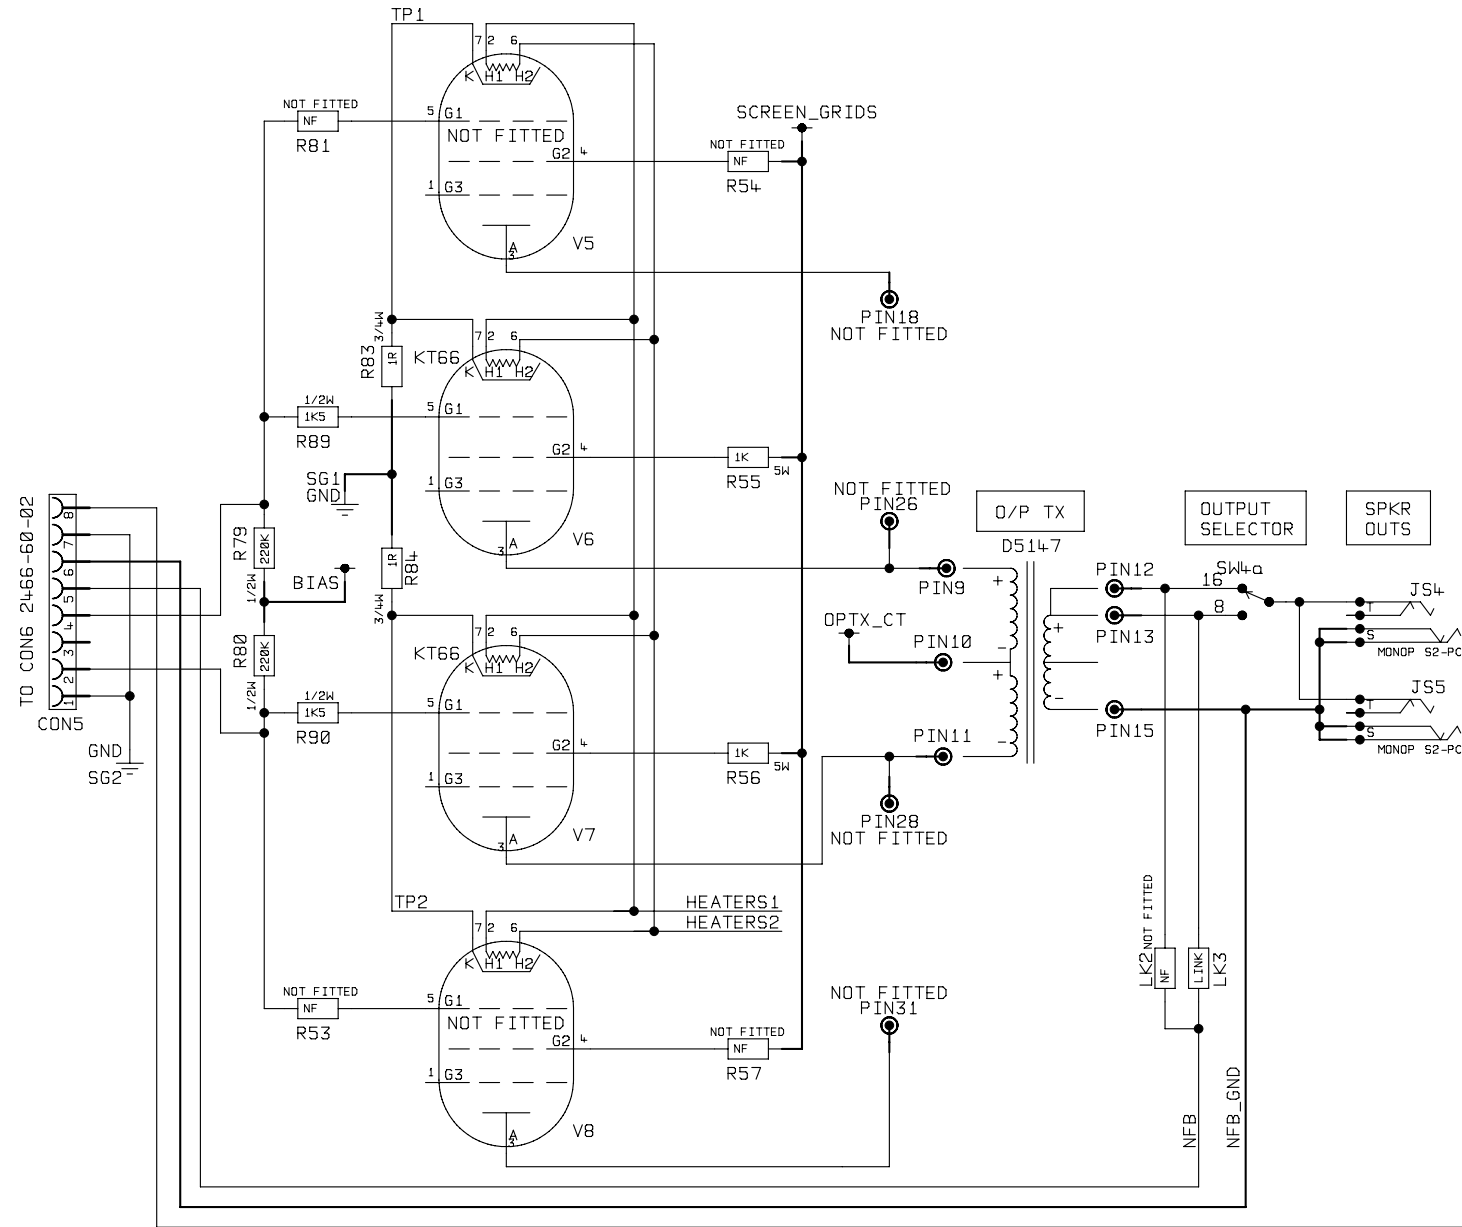 TP1
7 2 6
K H1 H2
NOT FITTED
NF
R81
5 G1
NOT FITTED
G2 4
1 G3
A
3
V5
SCREEN_GRIDS
NOT FITTED
NF
R54
PIN18
NOT FITTED
3/4W
R83
1R
KT66
7 2 6
K H1 H2
1/2W
1K5
R89
5 G1
G2 4
1 G3
3 A
V6
1K
5W
R55
SG1
GND
NOT FITTED
PIN26
O/P TX
D5147
OUTPUT
SELECTOR
SPKR
OUTS
TO CON6 2466-60-02
8
7
6
5
4
3
2
1
CON5
GND
SG2
R79
220K
1/2W
BIAS
R80
220K
1/2W
1R
R84
3/4W
PIN9
OPTX_CT
PIN10
PIN11
+
-
+
-
+
-
PIN12
PIN13
PIN15
SW4a
16
8
JS4
T
S
MONOP S2-PO
JS5
T
S
MONOP S2-PO
KT66
7 2 6
K H1 H2
1/2W
1K5
R90
5 G1
G2 4
1 G3
3 A
V7
1K
5W
R56
PIN28
NOT FITTED
TP2
HEATERS1
HEATERS2
7 2 6
K H1 H2
NOT FITTED
NF
R53
5 G1
NOT FITTED
G2 4
1 G3
A
3
V8
NOT FITTED
NF
R57
NOT FITTED
PIN31
LK2
NOT FITTED
NF
LINK
LK3
NFB
NFB_GND